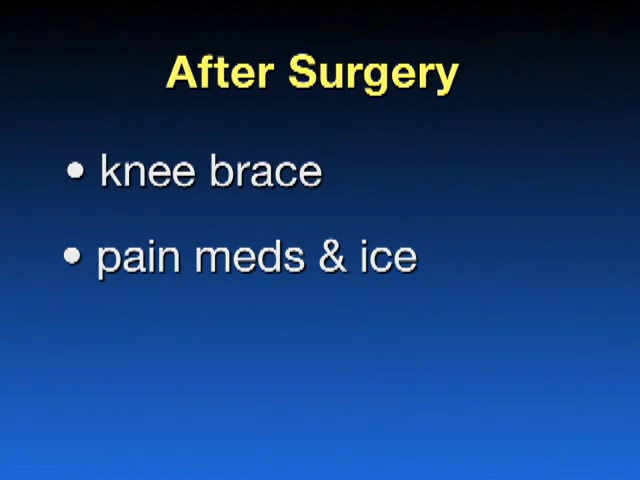 After Surgery
• knee brace
• pain meds & ice